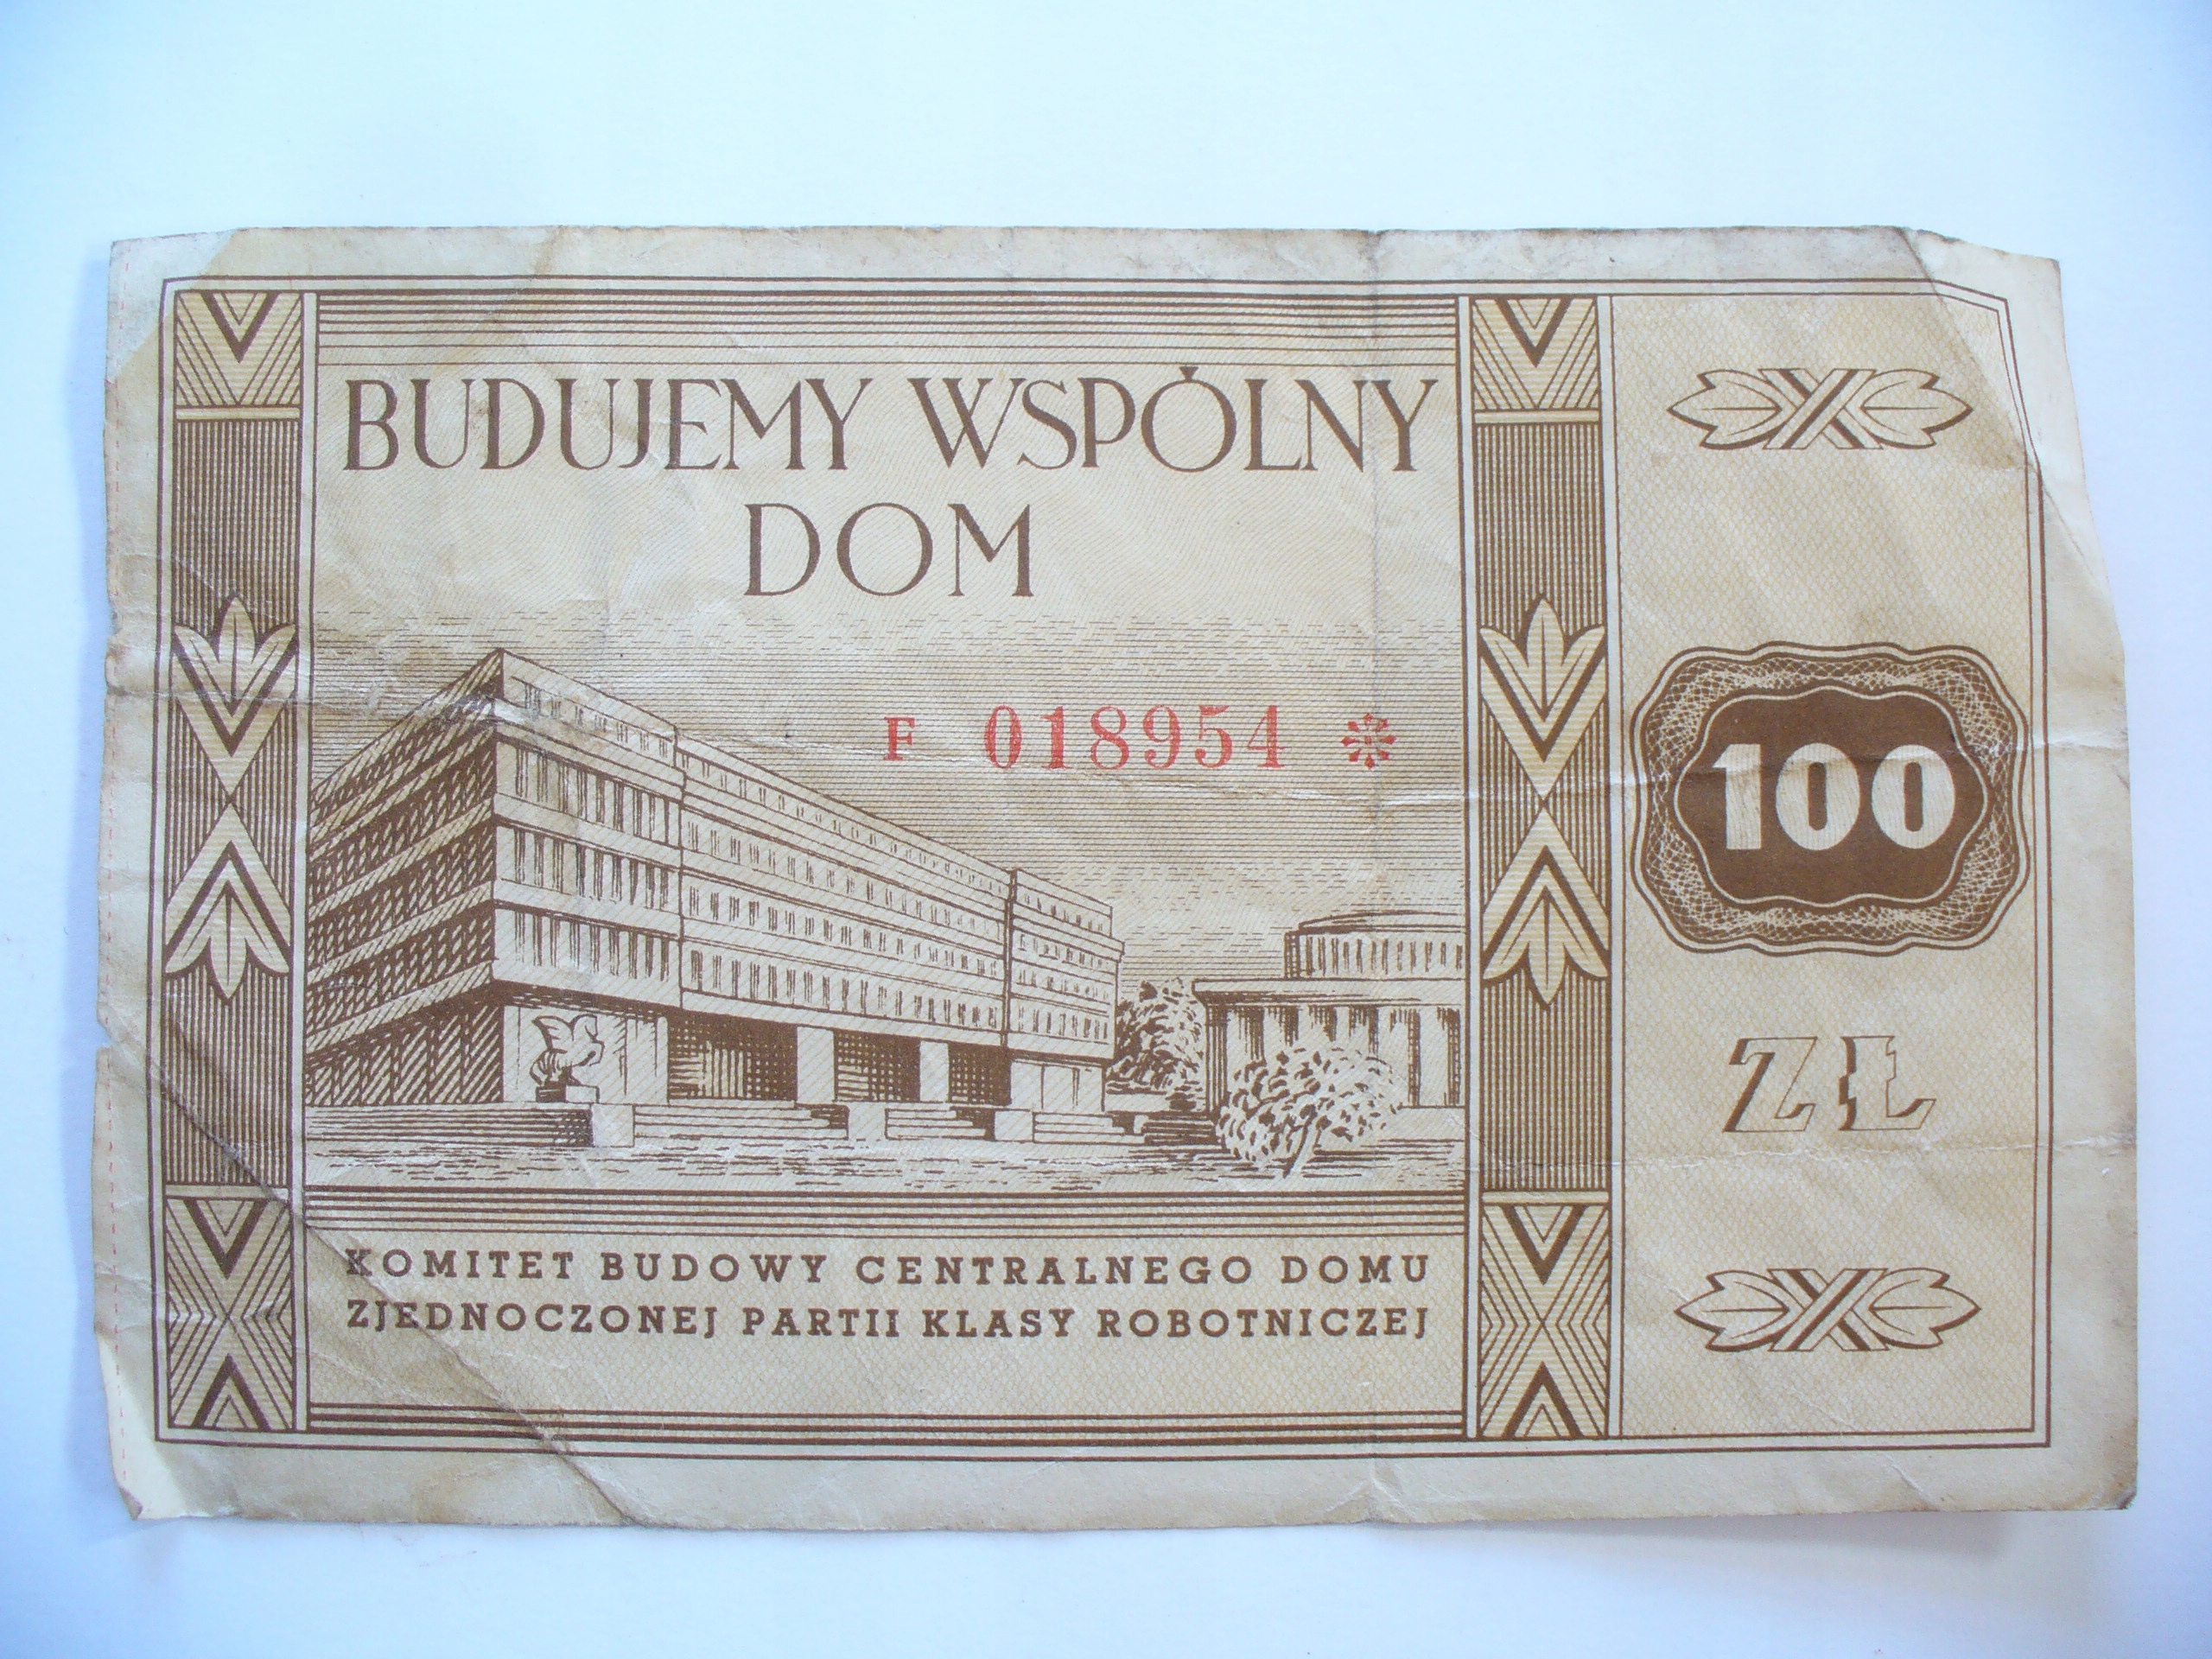 BUDUJEMY WSPÓLNY
DOM
F 018954 *
100
ZŁ
KOMITET BUDOWY CENTRALNEGO DOMU
ZJEDNOCZONEJ PARTII KLASY ROBOTNICZEJ